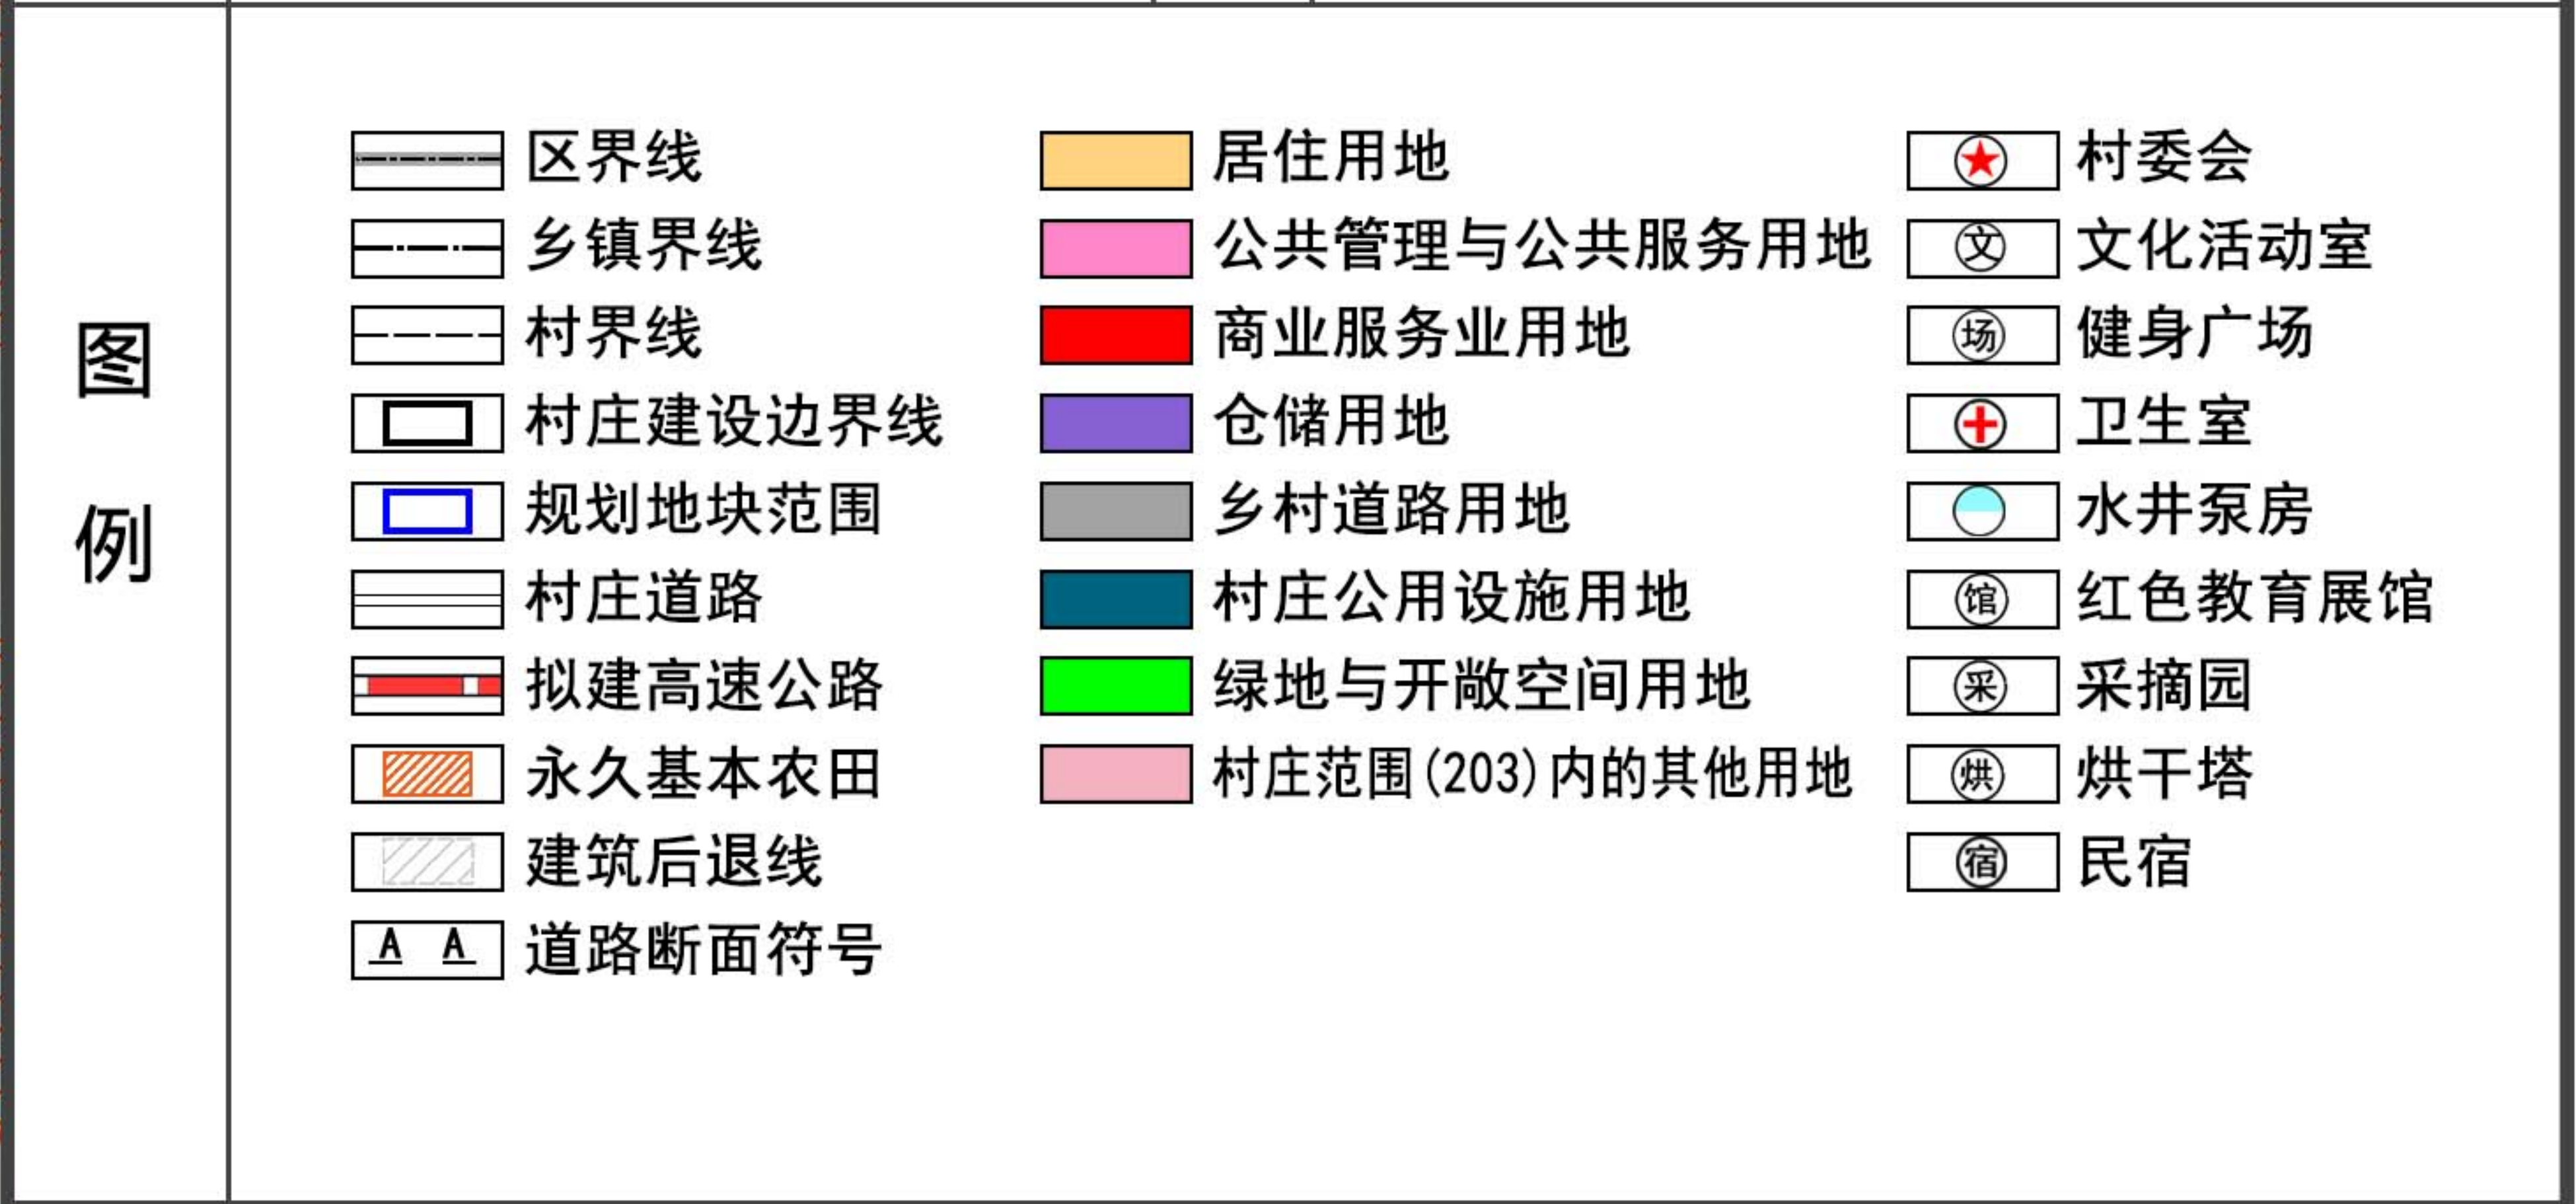 图例
区界线
乡镇界线
村界线
村庄建设边界线
规划地块范围
村庄道路
拟建高速公路
永久基本农田
建筑后退线
A A 道路断面符号
居住用地
公共管理与公共服务用地
商业服务业用地
仓储用地
乡村道路用地
村庄公用设施用地
绿地与开敞空间用地
村庄范围(203)内的其他用地
村委会
文 文化活动室
场 健身广场
卫生室
水井泵房
馆 红色教育展馆
采 采摘园
烘 烘干塔
宿 民宿